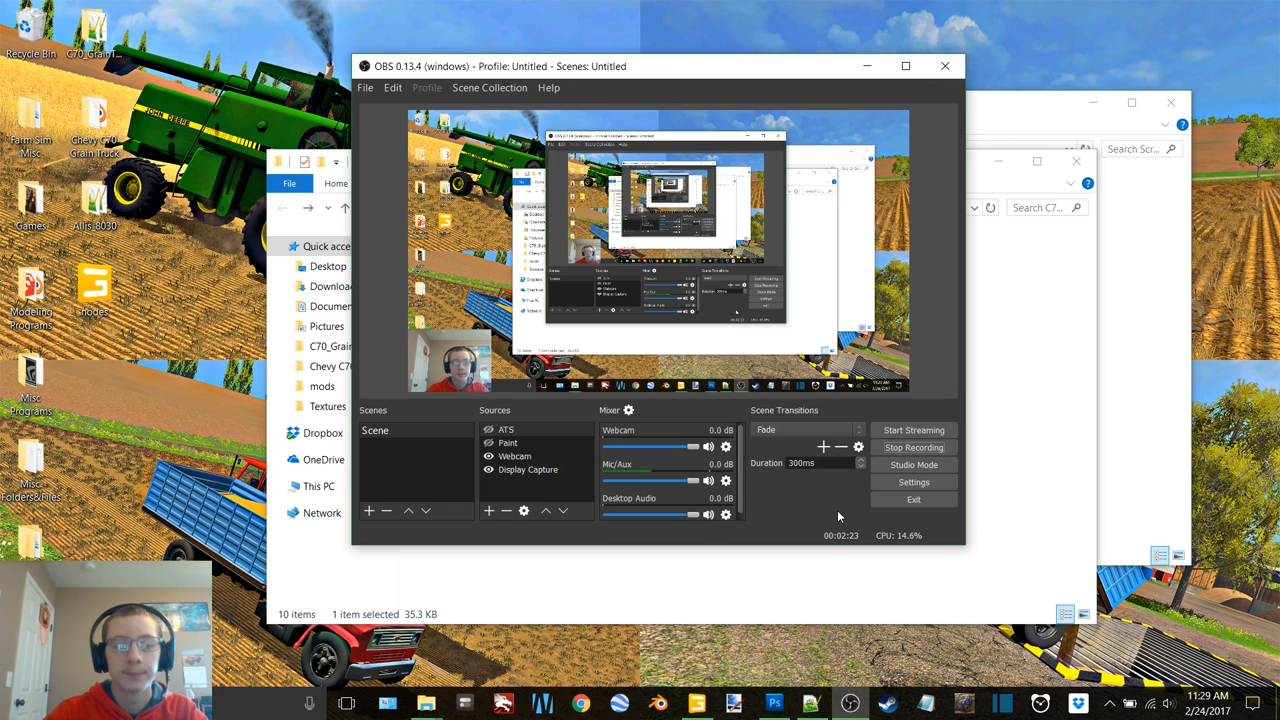 Recycle Bin
C70_GrainT...
Farm Sim
Misc
Chevy C70
Grain Truck
Games
Allis_8030
Modeling
Programs
nodes
Misc
Programs
Misc
Folders&Files
JOHN DEERE
OBS 0.13.4 (windows) - Profile: Untitled - Scenes: Untitled
File Edit Profile Scene Collection Help
Scenes
Scene
Sources
ATS
Paint
Webcam
Display Capture
Mixer
Webcam 0.0 dB
Mic/Aux 0.0 dB
Desktop Audio 0.0 dB
Scene Transitions
Fade
Duration 300ms
Start Streaming
Stop Recording
Studio Mode
Settings
Exit
00:02:23 CPU: 14.6%
File Home
Quick acce
Desktop
Downloa
Documer
Pictures
C70_Grai
Chevy C7
mods
Textures
Dropbox
OneDrive
This PC
Network
10 items 1 item selected 35.3 KB
Search Scr...
Search C7...
11:29 AM
2/24/2017